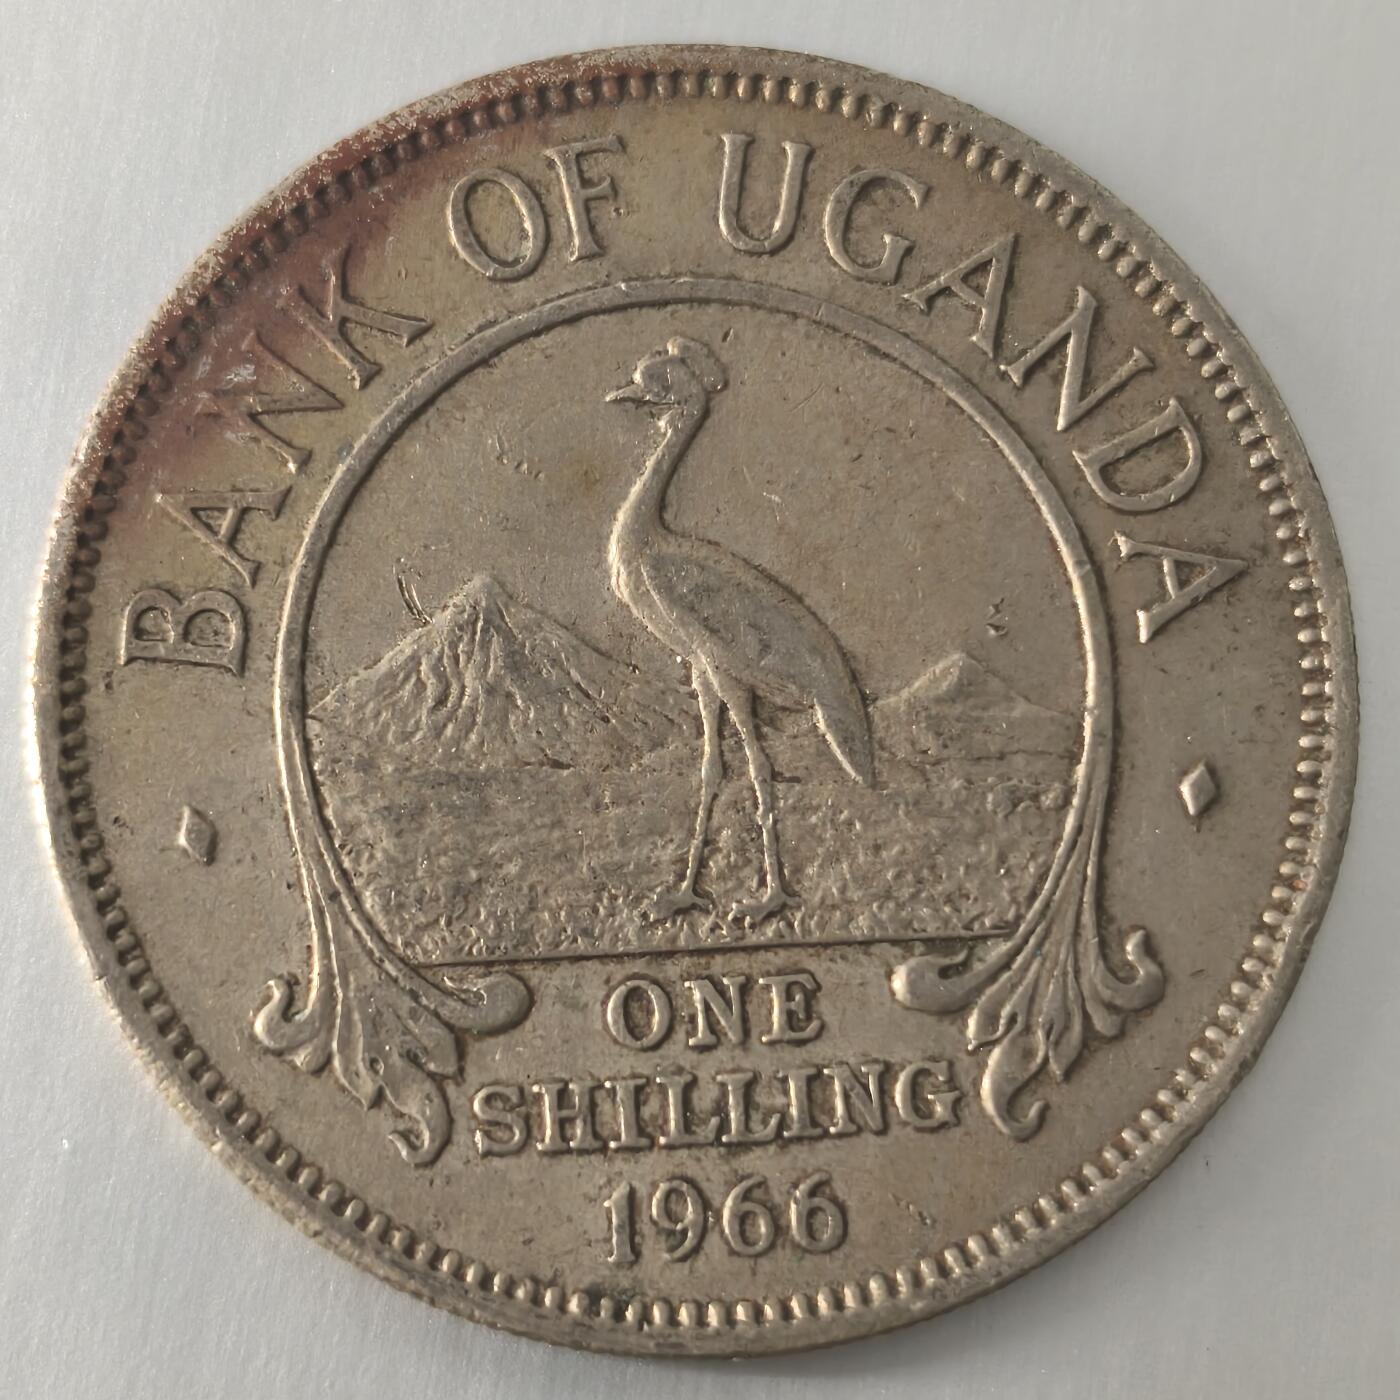 BANK OF UGANDA
ONE
SHILLING
1966